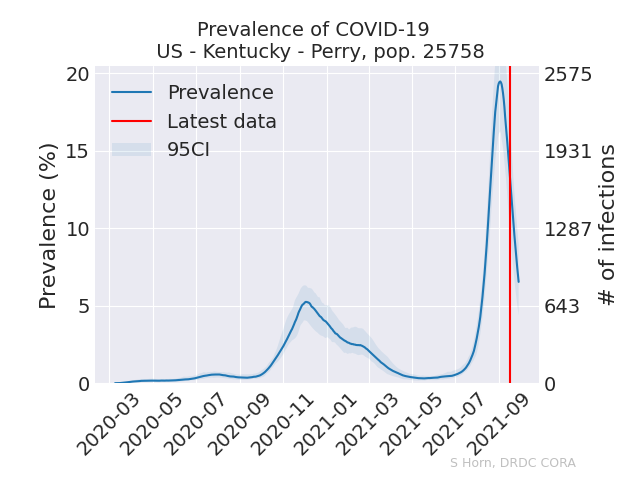 Prevalence of COVID-19
US - Kentucky - Perry, pop. 25758
Prevalence
Latest data
95CI
Prevalence (%)
20
15
10
5
0
2575
1931
1287
643
0
# of infections
2020-03
2020-05
2020-07
2020-09
2020-11
2021-01
2021-03
2021-05
2021-07
2021-09
S Horn, DRDC CORA